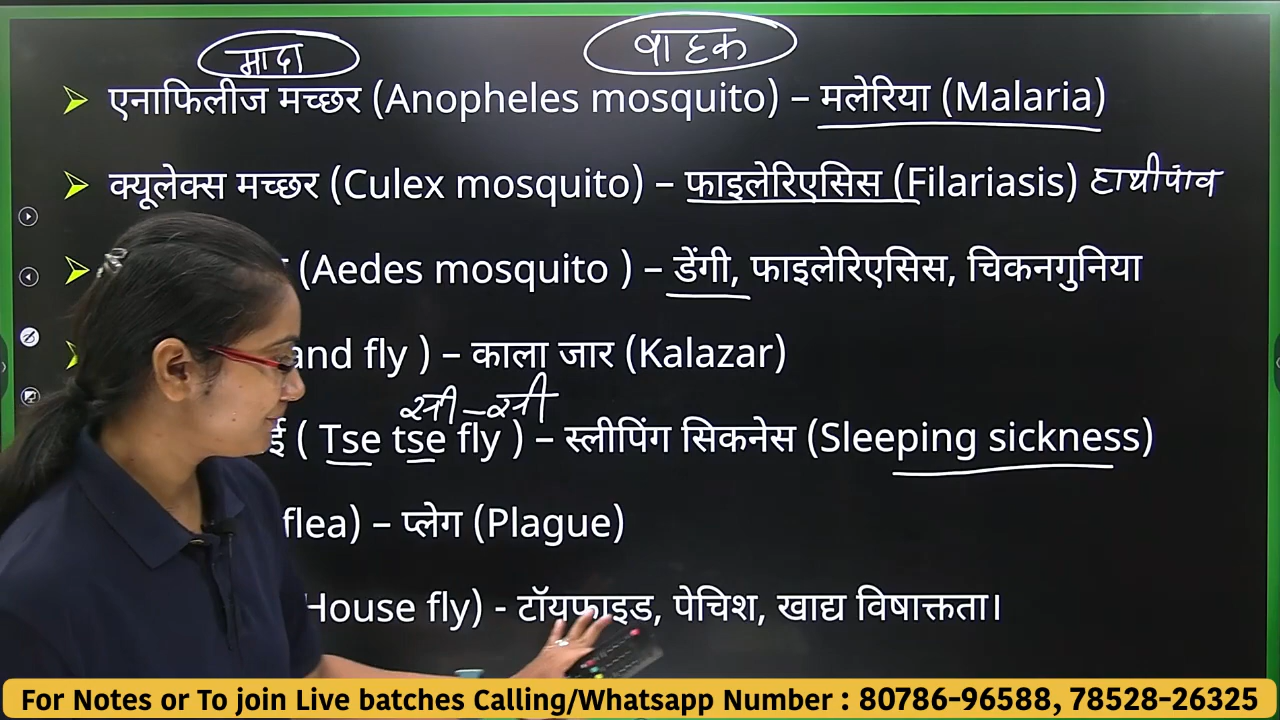 मादा
वाहक
एनाफिलीज मच्छर (Anopheles mosquito) – मलेरिया (Malaria)
क्यूलेक्स मच्छर (Culex mosquito) – फाइलेरिएसिस (Filariasis) हाथीपांव
(Aedes mosquito ) – डेंगी, फाइलेरिएसिस, चिकनगुनिया
and fly ) – काला जार (Kalazar)
सी–सी
ई ( Tse tse fly ) – स्लीपिंग सिकनेस (Sleeping sickness)
flea) – प्लेग (Plague)
House fly) - टॉयफाइड, पेचिश, खाद्य विषाक्तता।
For Notes or To join Live batches Calling/Whatsapp Number : 80786-96588, 78528-26325